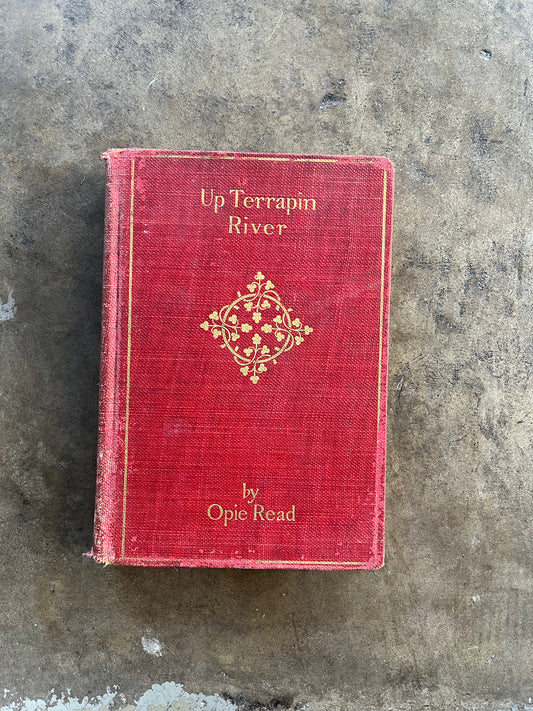 Up Terrapin
River
by
Opie Read